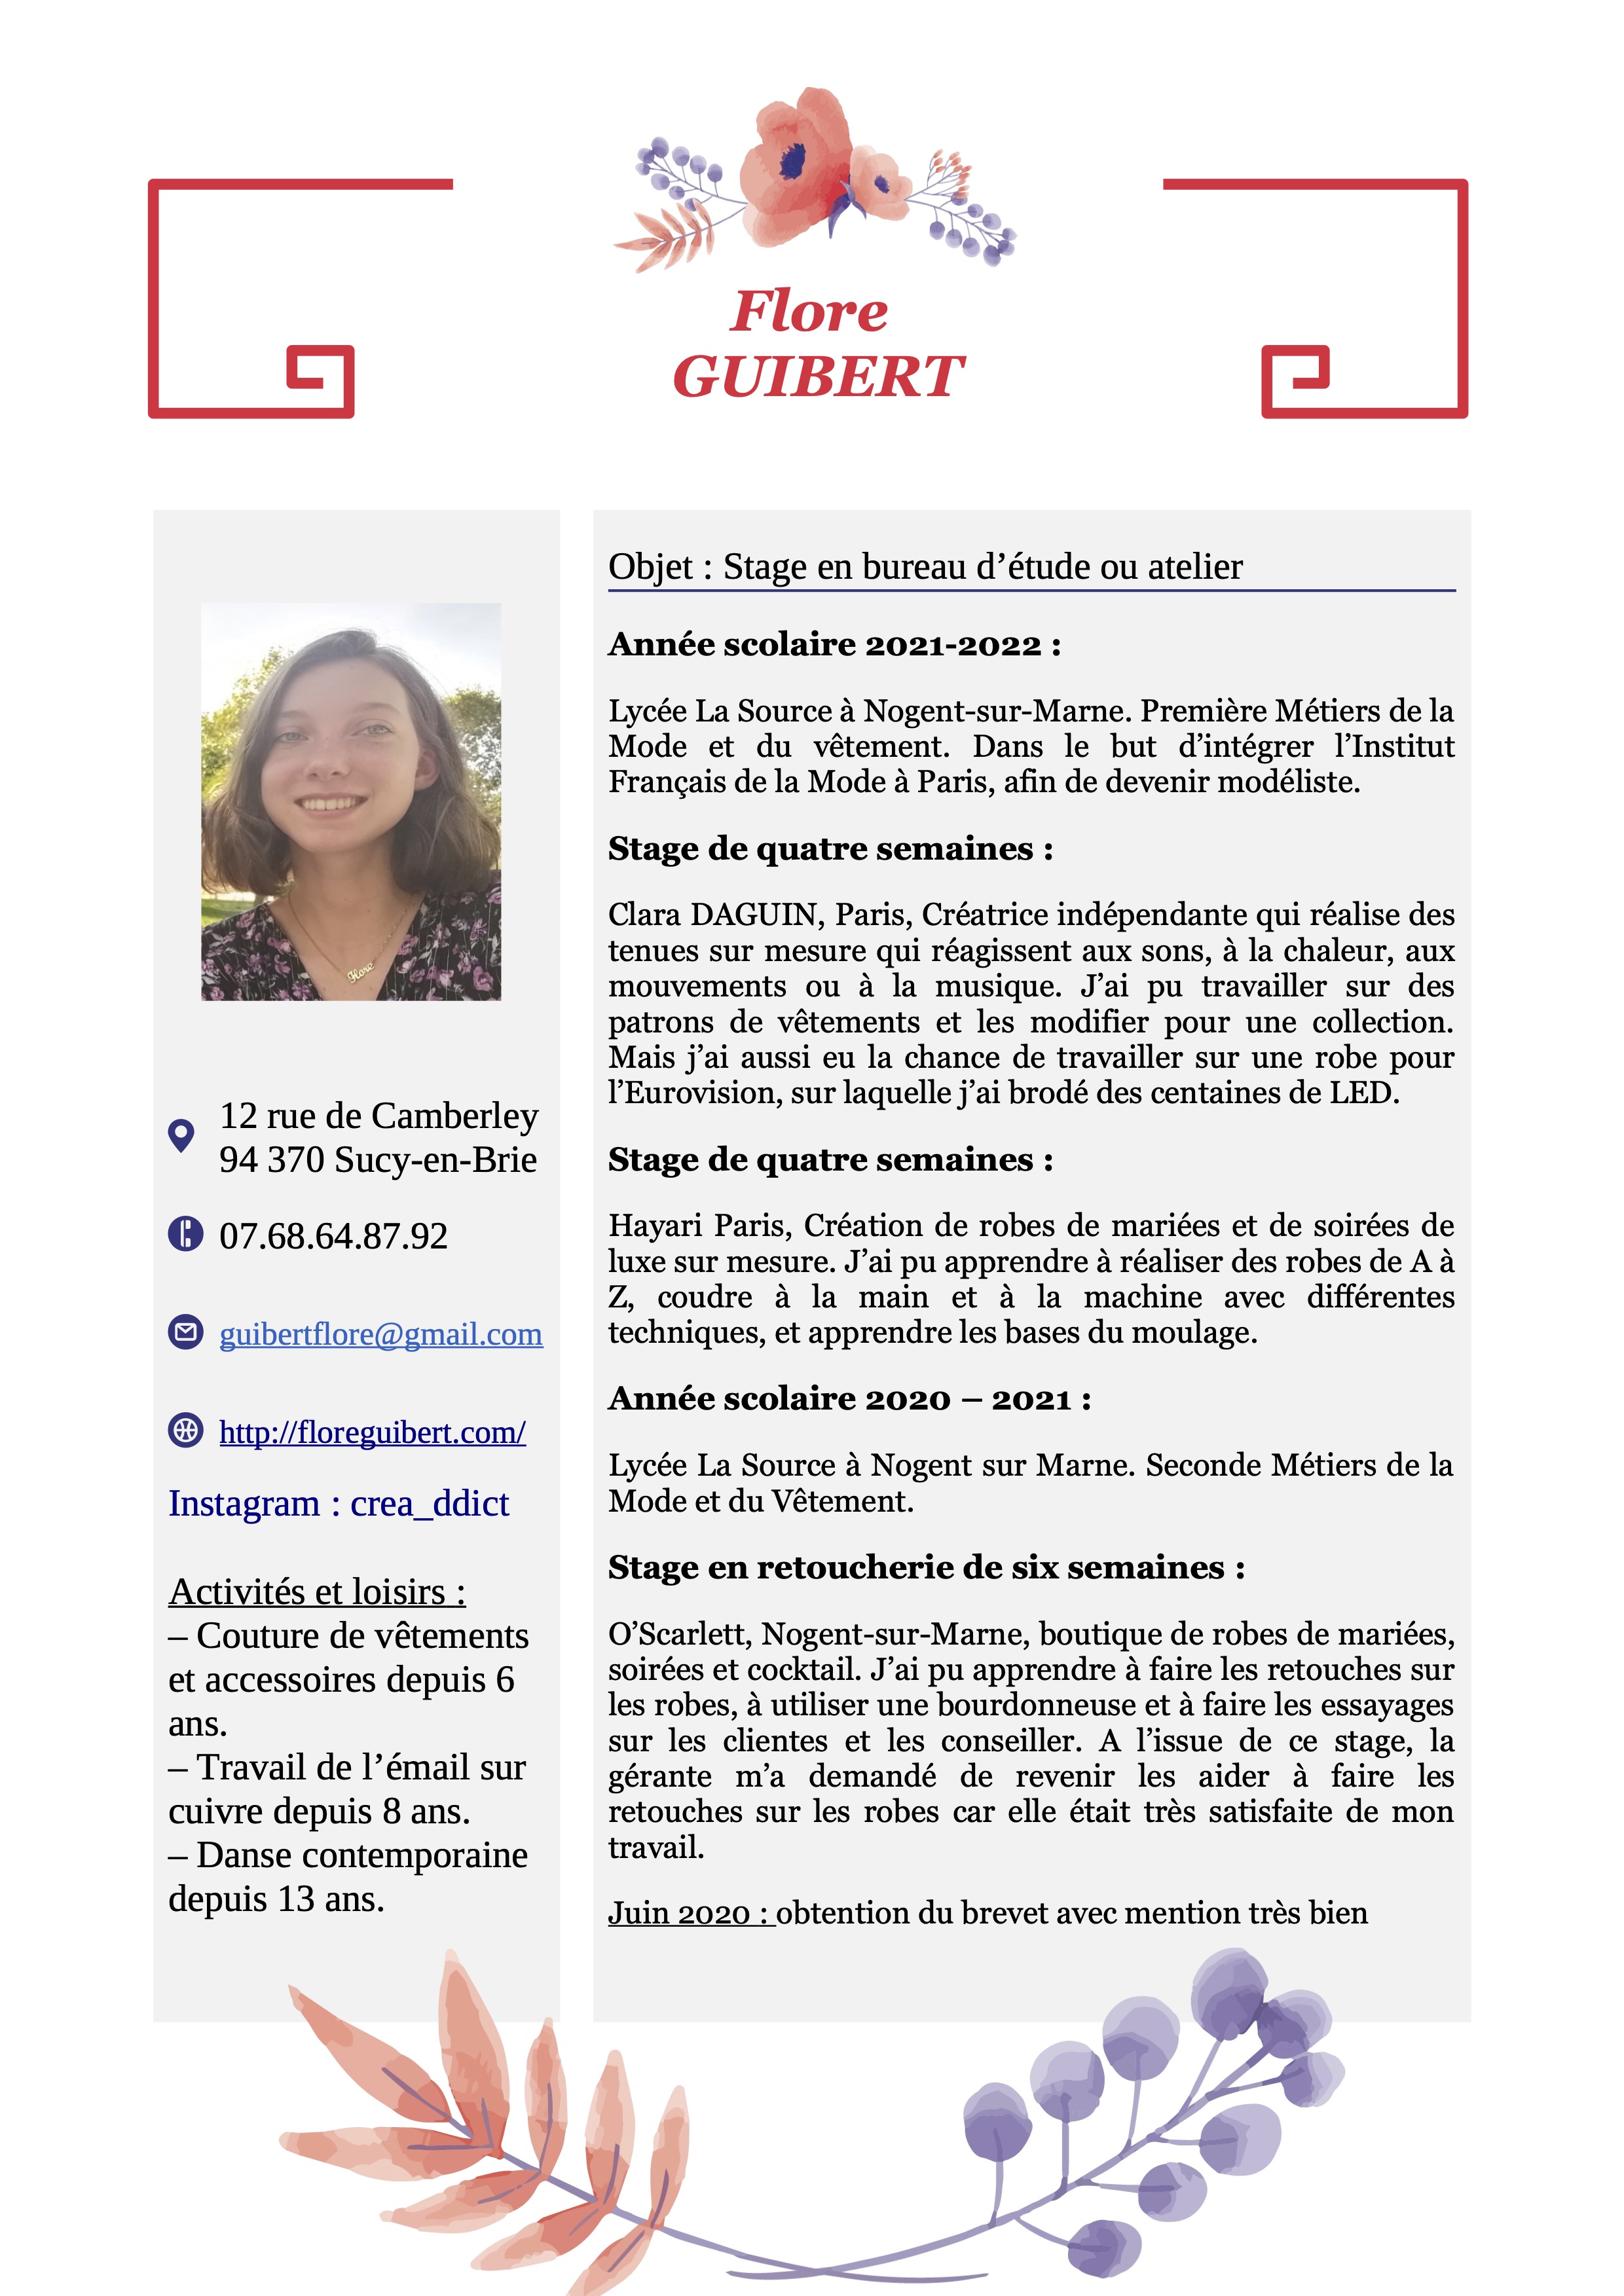 Flore
GUIBERT
Flore
12 rue de Camberley
94 370 Sucy-en-Brie
07.68.64.87.92
guibertflore@gmail.com
http://floreguibert.com/
Instagram : crea_ddict
Activités et loisirs :
– Couture de vêtements
et accessoires depuis 6
ans.
– Travail de l’émail sur
cuivre depuis 8 ans.
– Danse contemporaine
depuis 13 ans.
Objet : Stage en bureau d’étude ou atelier
Année scolaire 2021-2022 :
Lycée La Source à Nogent-sur-Marne. Première Métiers de la
Mode et du vêtement. Dans le but d’intégrer l’Institut
Français de la Mode à Paris, afin de devenir modéliste.
Stage de quatre semaines :
Clara DAGUIN, Paris, Créatrice indépendante qui réalise des
tenues sur mesure qui réagissent aux sons, à la chaleur, aux
mouvements ou à la musique. J’ai pu travailler sur des
patrons de vêtements et les modifier pour une collection.
Mais j’ai aussi eu la chance de travailler sur une robe pour
l’Eurovision, sur laquelle j’ai brodé des centaines de LED.
Stage de quatre semaines :
Hayari Paris, Création de robes de mariées et de soirées de
luxe sur mesure. J’ai pu apprendre à réaliser des robes de A à
Z, coudre à la main et à la machine avec différentes
techniques, et apprendre les bases du moulage.
Année scolaire 2020 – 2021 :
Lycée La Source à Nogent sur Marne. Seconde Métiers de la
Mode et du Vêtement.
Stage en retoucherie de six semaines :
O’Scarlett, Nogent-sur-Marne, boutique de robes de mariées,
soirées et cocktail. J’ai pu apprendre à faire les retouches sur
les robes, à utiliser une bourdonneuse et à faire les essayages
sur les clientes et les conseiller. A l’issue de ce stage, la
gérante m’a demandé de revenir les aider à faire les
retouches sur les robes car elle était très satisfaite de mon
travail.
Juin 2020 : obtention du brevet avec mention très bien